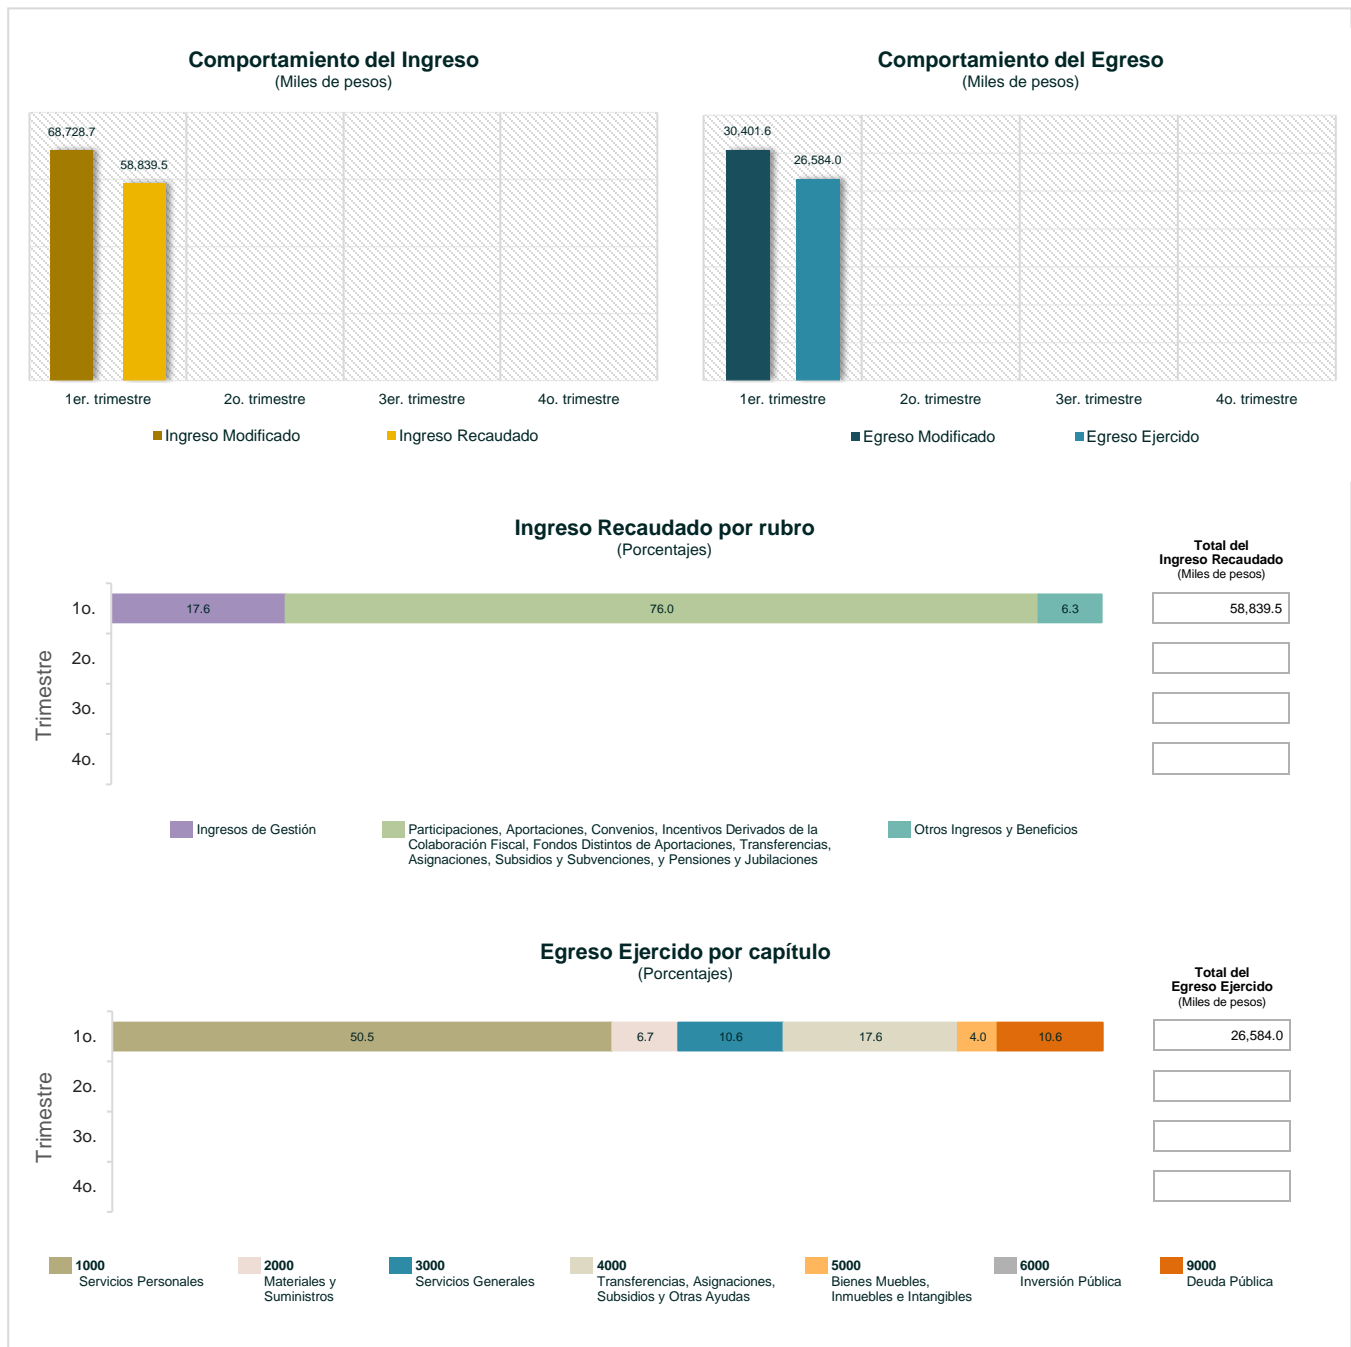 Comportamiento del Ingreso
(Miles de pesos)
68,728.7
58,839.5
1er. trimestre
2o. trimestre
3er. trimestre
4o. trimestre
Ingreso Modificado
Ingreso Recaudado
Comportamiento del Egreso
(Miles de pesos)
30,401.6
26,584.0
1er. trimestre
2o. trimestre
3er. trimestre
4o. trimestre
Egreso Modificado
Egreso Ejercido
Ingreso Recaudado por rubro
(Porcentajes)
Total del
Ingreso Recaudado
(Miles de pesos)
Trimestre
1o.
17.6
76.0
6.3
58,839.5
2o.
3o.
4o.
Ingresos de Gestión
Participaciones, Aportaciones, Convenios, Incentivos Derivados de la
Colaboración Fiscal, Fondos Distintos de Aportaciones, Transferencias,
Asignaciones, Subsidios y Subvenciones, y Pensiones y Jubilaciones
Otros Ingresos y Beneficios
Egreso Ejercido por capítulo
(Porcentajes)
Total del
Egreso Ejercido
(Miles de pesos)
Trimestre
1o.
50.5
6.7
10.6
17.6
4.0
10.6
26,584.0
2o.
3o.
4o.
1000
Servicios Personales
2000
Materiales y
Suministros
3000
Servicios Generales
4000
Transferencias, Asignaciones,
Subsidios y Otras Ayudas
5000
Bienes Muebles,
Inmuebles e Intangibles
6000
Inversión Pública
9000
Deuda Pública